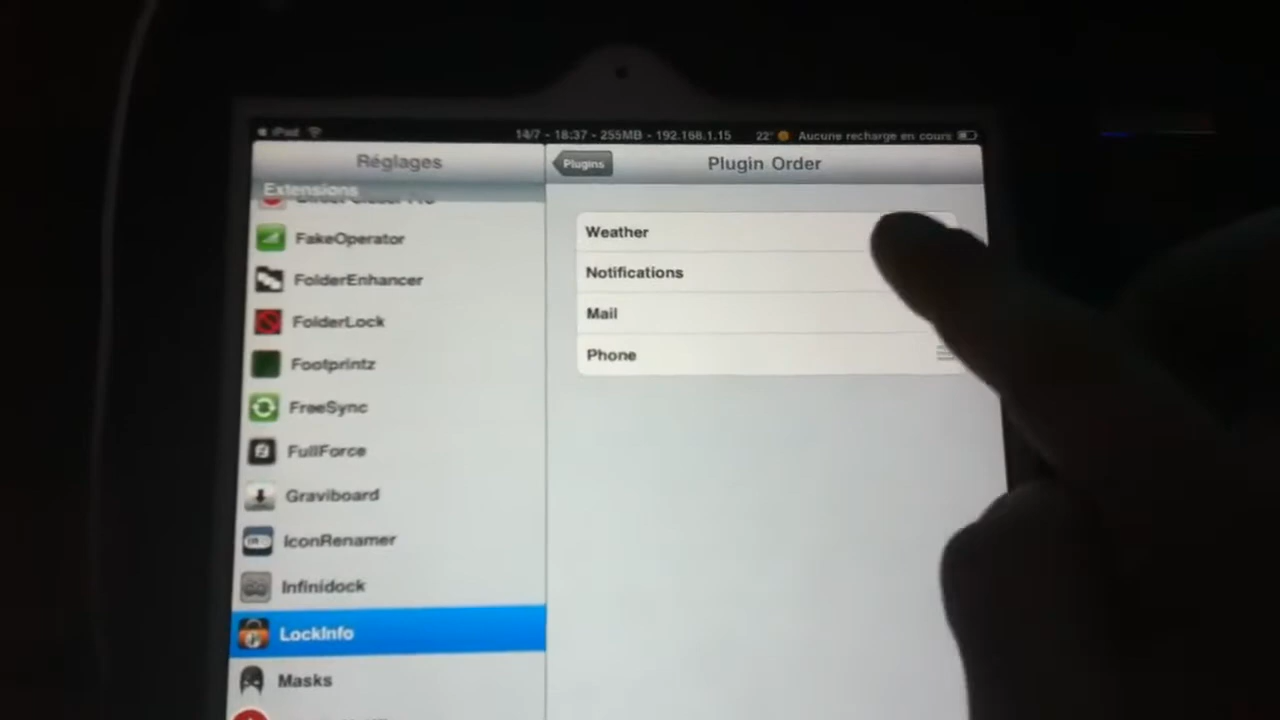 iPad
14/7 - 18:37 - 255MB - 192.168.1.15
22° Aucune recharge en cours
Réglages
Plugins
Plugin Order
Extensions
FakeOperator
FolderEnhancer
FolderLock
Footprintz
FreeSync
FullForce
Graviboard
IconRenamer
Infinidock
LockInfo
Masks
Weather
Notifications
Mail
Phone